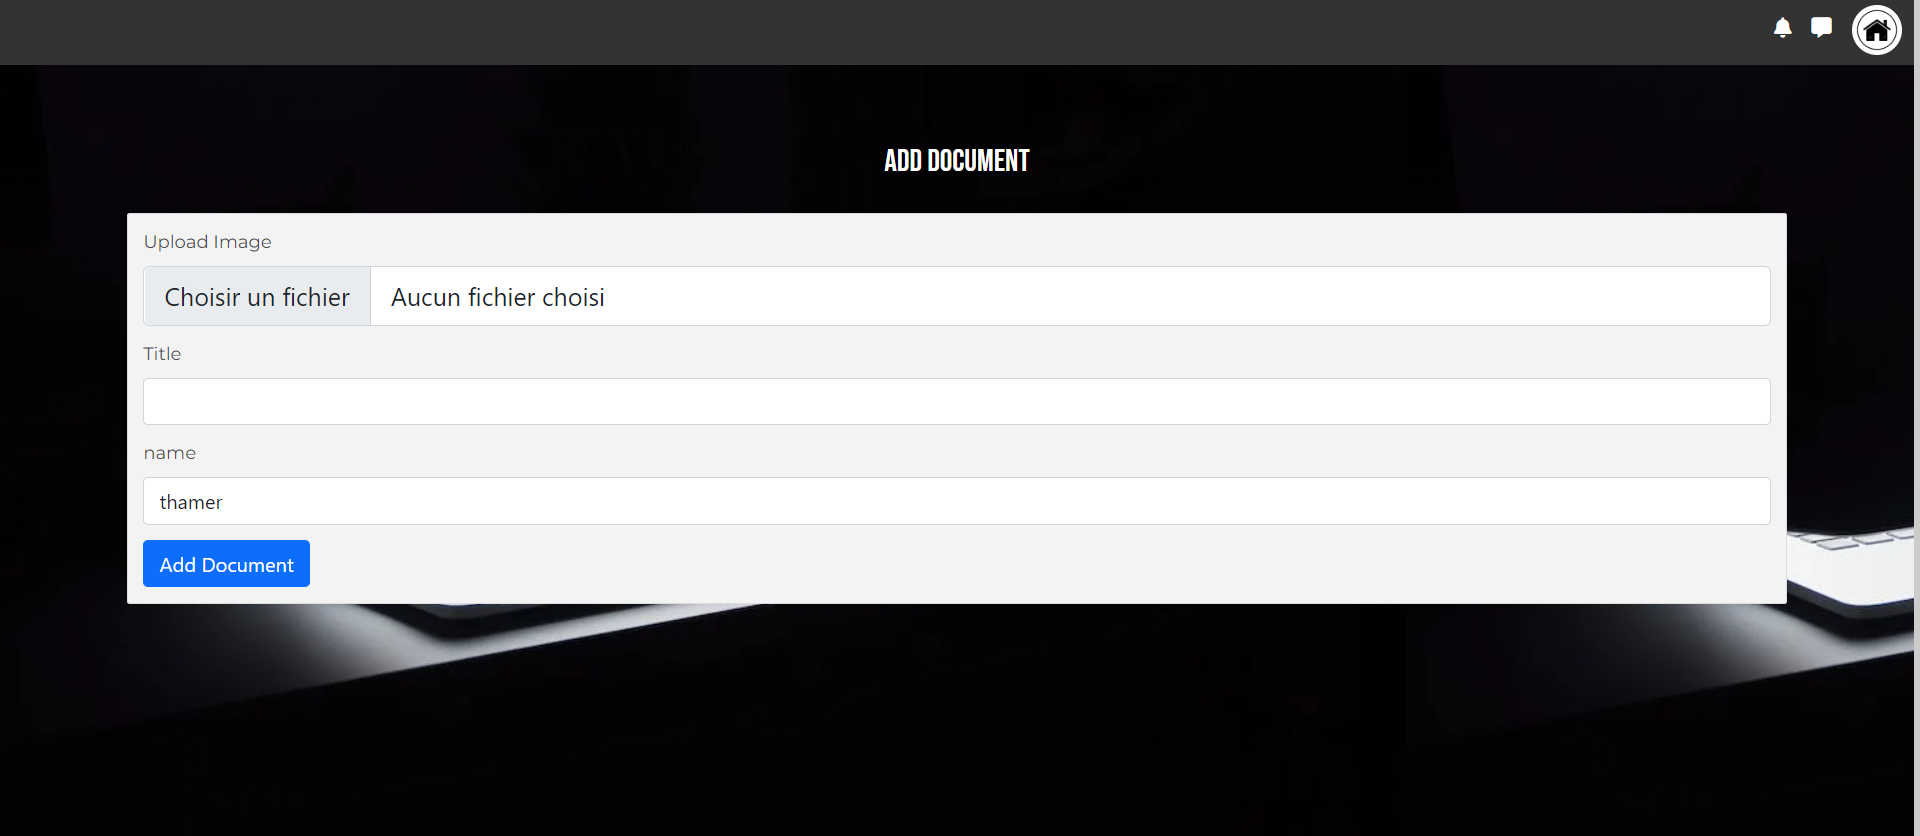 ADD DOCUMENT
Upload Image
Choisir un fichier Aucun fichier choisi
Title
name
thamer
Add Document